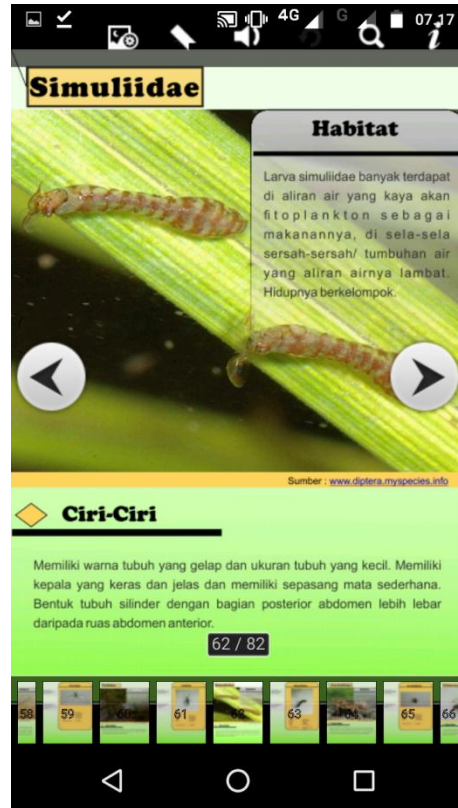 4G
G
07.17
Simuliidae
Habitat
Larva simuliidae banyak terdapat
di aliran air yang kaya akan
fitoplankton sebagai
makanannya, di sela-sela
sersah-sersah/ tumbuhan air
yang aliran airnya lambat.
Hidupnya berkelompok.
Sumber : www.diptera.myspecies.info
Ciri-Ciri
Memiliki warna tubuh yang gelap dan ukuran tubuh yang kecil. Memiliki
kepala yang keras dan jelas dan memiliki sepasang mata sederhana.
Bentuk tubuh silinder dengan bagian posterior abdomen lebih lebar
daripada ruas abdomen anterior.
62 / 82
58 59 60 61 63 64 65 66